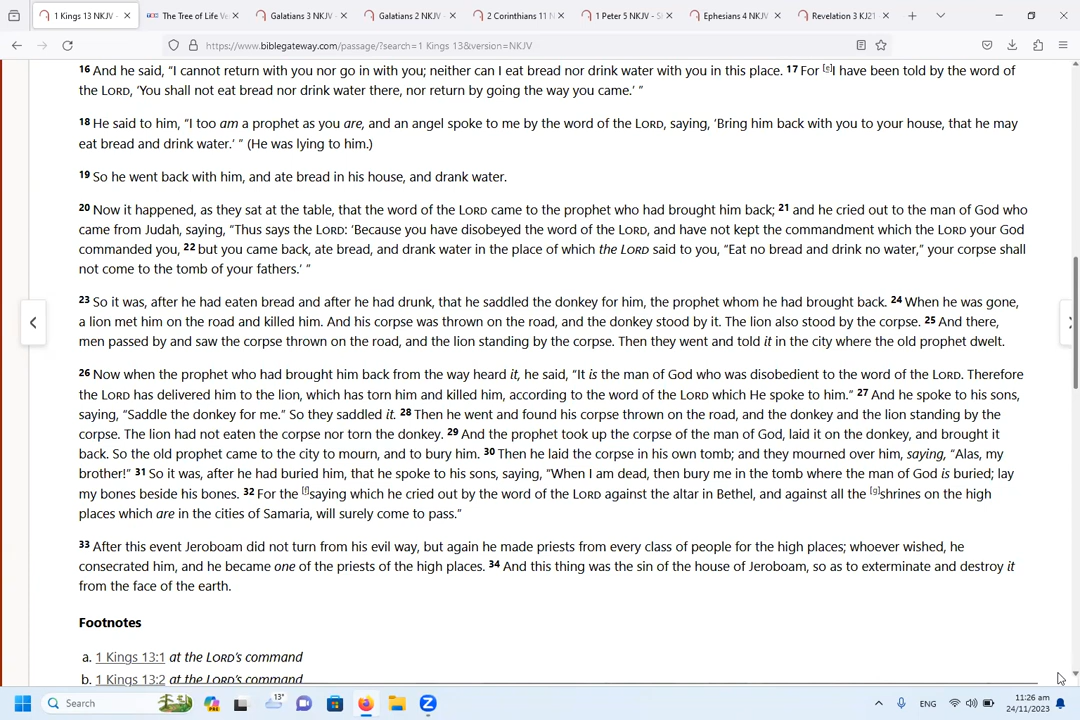 1 Kings 13 NKJV -
The Tree of Life Ve
Galatians 3 NKJV -
Galatians 2 NKJV -
2 Corinthians 11 N
1 Peter 5 NKJV - S
Ephesians 4 NKJV
Revelation 3 KJ21
https://www.biblegateway.com/passage/?search=1 Kings 13&version=NKJV
16 And he said, “I cannot return with you nor go in with you; neither can I eat bread nor drink water with you in this place. 17 For [e]I have been told by the word of
the LORD, ‘You shall not eat bread nor drink water there, nor return by going the way you came.’ ”
18 He said to him, “I too am a prophet as you are, and an angel spoke to me by the word of the LORD, saying, ‘Bring him back with you to your house, that he may
eat bread and drink water.’ ” (He was lying to him.)
19 So he went back with him, and ate bread in his house, and drank water.
20 Now it happened, as they sat at the table, that the word of the LORD came to the prophet who had brought him back; 21 and he cried out to the man of God who
came from Judah, saying, “Thus says the LORD: ‘Because you have disobeyed the word of the LORD, and have not kept the commandment which the LORD your God
commanded you, 22 but you came back, ate bread, and drank water in the place of which the LORD said to you, “Eat no bread and drink no water,” your corpse shall
not come to the tomb of your fathers.’ ”
23 So it was, after he had eaten bread and after he had drunk, that he saddled the donkey for him, the prophet whom he had brought back. 24 When he was gone,
a lion met him on the road and killed him. And his corpse was thrown on the road, and the donkey stood by it. The lion also stood by the corpse. 25 And there,
men passed by and saw the corpse thrown on the road, and the lion standing by the corpse. Then they went and told it in the city where the old prophet dwelt.
26 Now when the prophet who had brought him back from the way heard it, he said, “It is the man of God who was disobedient to the word of the LORD. Therefore
the LORD has delivered him to the lion, which has torn him and killed him, according to the word of the LORD which He spoke to him.” 27 And he spoke to his sons,
saying, “Saddle the donkey for me.” So they saddled it. 28 Then he went and found his corpse thrown on the road, and the donkey and the lion standing by the
corpse. The lion had not eaten the corpse nor torn the donkey. 29 And the prophet took up the corpse of the man of God, laid it on the donkey, and brought it
back. So the old prophet came to the city to mourn, and to bury him. 30 Then he laid the corpse in his own tomb; and they mourned over him, saying, “Alas, my
brother!” 31 So it was, after he had buried him, that he spoke to his sons, saying, “When I am dead, then bury me in the tomb where the man of God is buried; lay
my bones beside his bones. 32 For the [f]saying which he cried out by the word of the LORD against the altar in Bethel, and against all the [g]shrines on the high
places which are in the cities of Samaria, will surely come to pass.”
33 After this event Jeroboam did not turn from his evil way, but again he made priests from every class of people for the high places; whoever wished, he
consecrated him, and he became one of the priests of the high places. 34 And this thing was the sin of the house of Jeroboam, so as to exterminate and destroy it
from the face of the earth.
Footnotes
a. 1 Kings 13:1 at the LORD’s command
b. 1 Kings 13:2 at the LORD’s command
Search
PRE
13°
ENG
11:26 am
24/11/2023